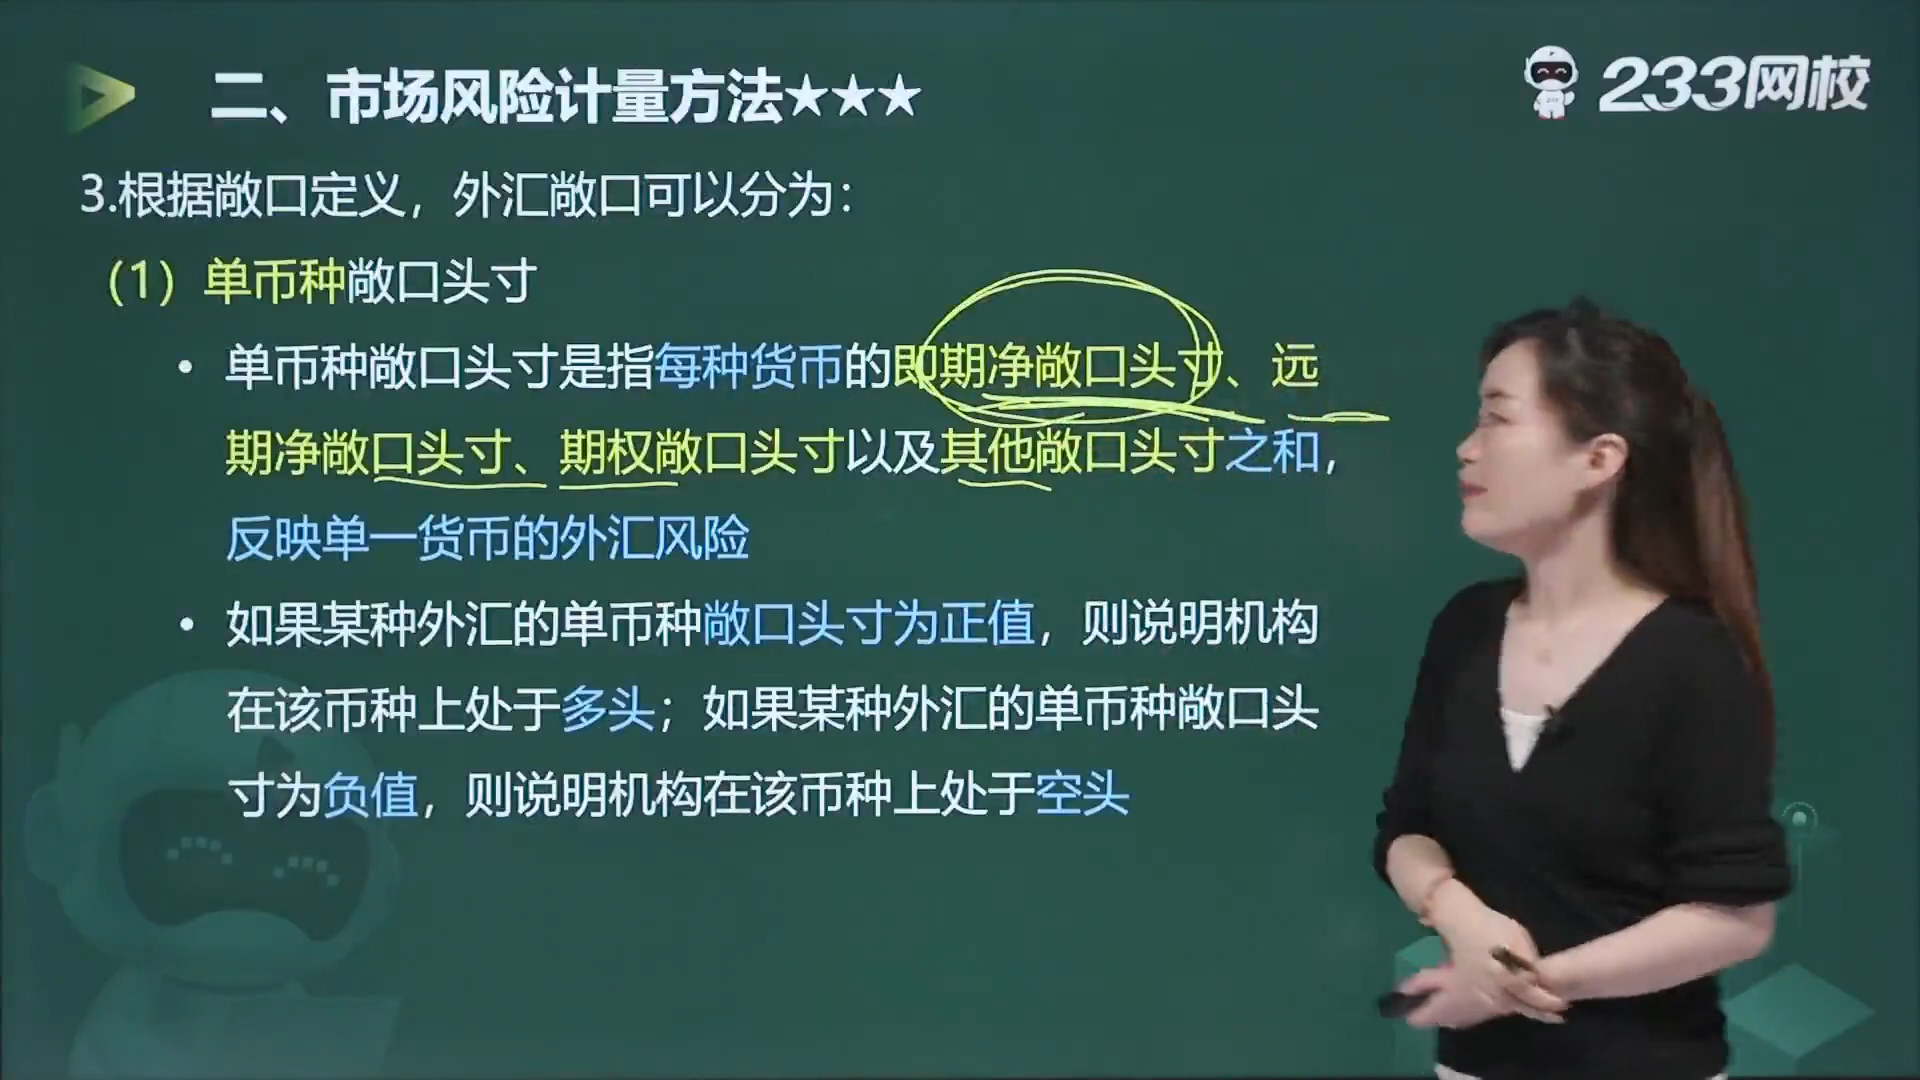 二、市场风险计量方法★★★
233网校
3.根据敞口定义，外汇敞口可以分为：
（1）单币种敞口头寸
• 单币种敞口头寸是指每种货币的即期净敞口头寸、远
期净敞口头寸、期权敞口头寸以及其他敞口头寸之和，
反映单一货币的外汇风险
• 如果某种外汇的单币种敞口头寸为正值，则说明机构
在该币种上处于多头；如果某种外汇的单币种敞口头
寸为负值，则说明机构在该币种上处于空头